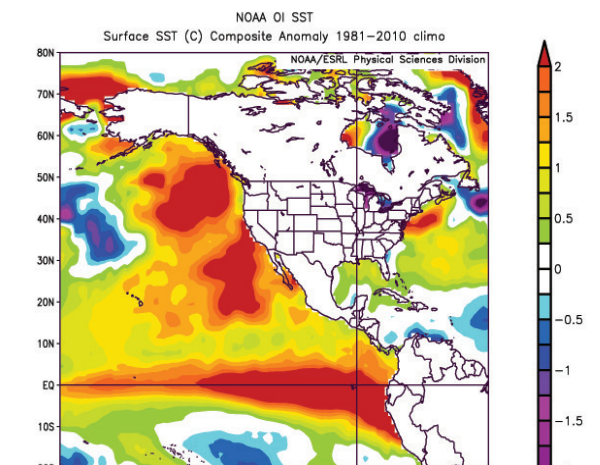 NOAA OI SST
Surface SST (C) Composite Anomaly 1981-2010 climo
NOAA/ESRL Physical Sciences Division
80N
70N
60N
50N
40N
30N
20N
10N
EQ
10S
2
1.5
1
0.5
0
-0.5
-1
-1.5